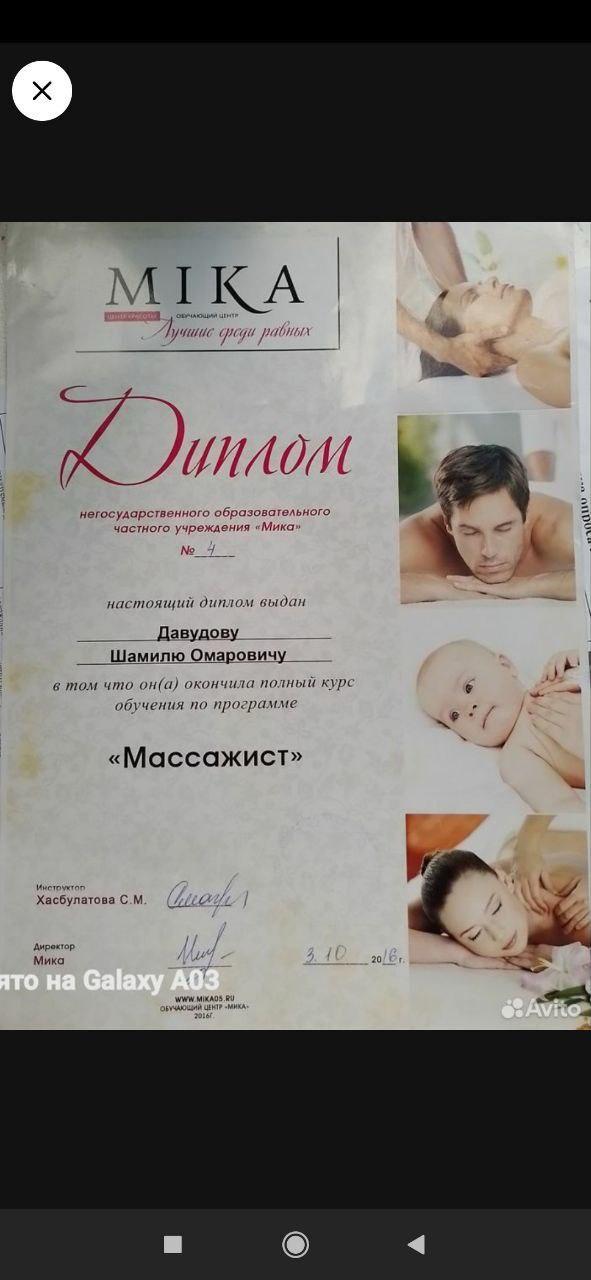 MIKA
ЦЕНТР КРАСОТЫ ОБУЧАЮЩИЙ ЦЕНТР
Лучшие среди равных
Диплом
негосударственного образовательного
частного учреждения «Мика»
№ 4
настоящий диплом выдан
Давудову
Шамилю Омаровичу
в том что он(а) окончила полный курс
обучения по программе
«Массажист»
Инструктор
Хасбулатова С.М.
Директор
Мика
3.10 2016г.
ято на Galaxy A03
WWW.MIKA05.RU
ОБУЧАЮЩИЙ ЦЕНТР «МИКА»
2016Г.
Avito